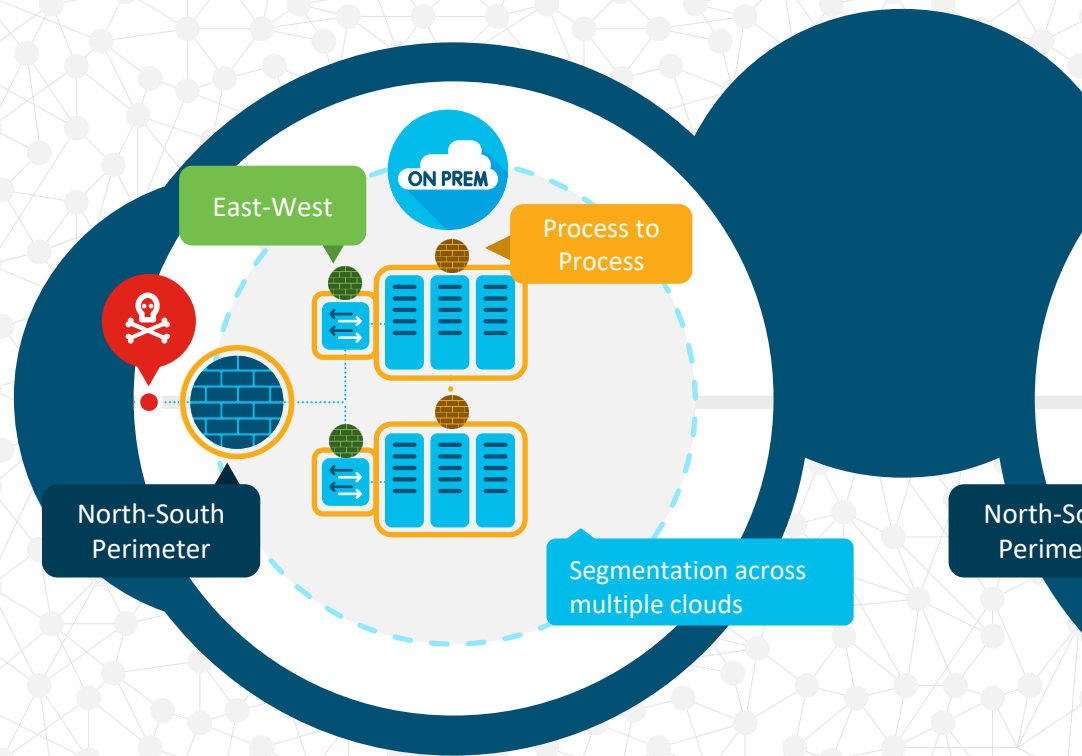 ON PREM
East-West
Process to
Process
North-South
Perimeter
Segmentation across
multiple clouds